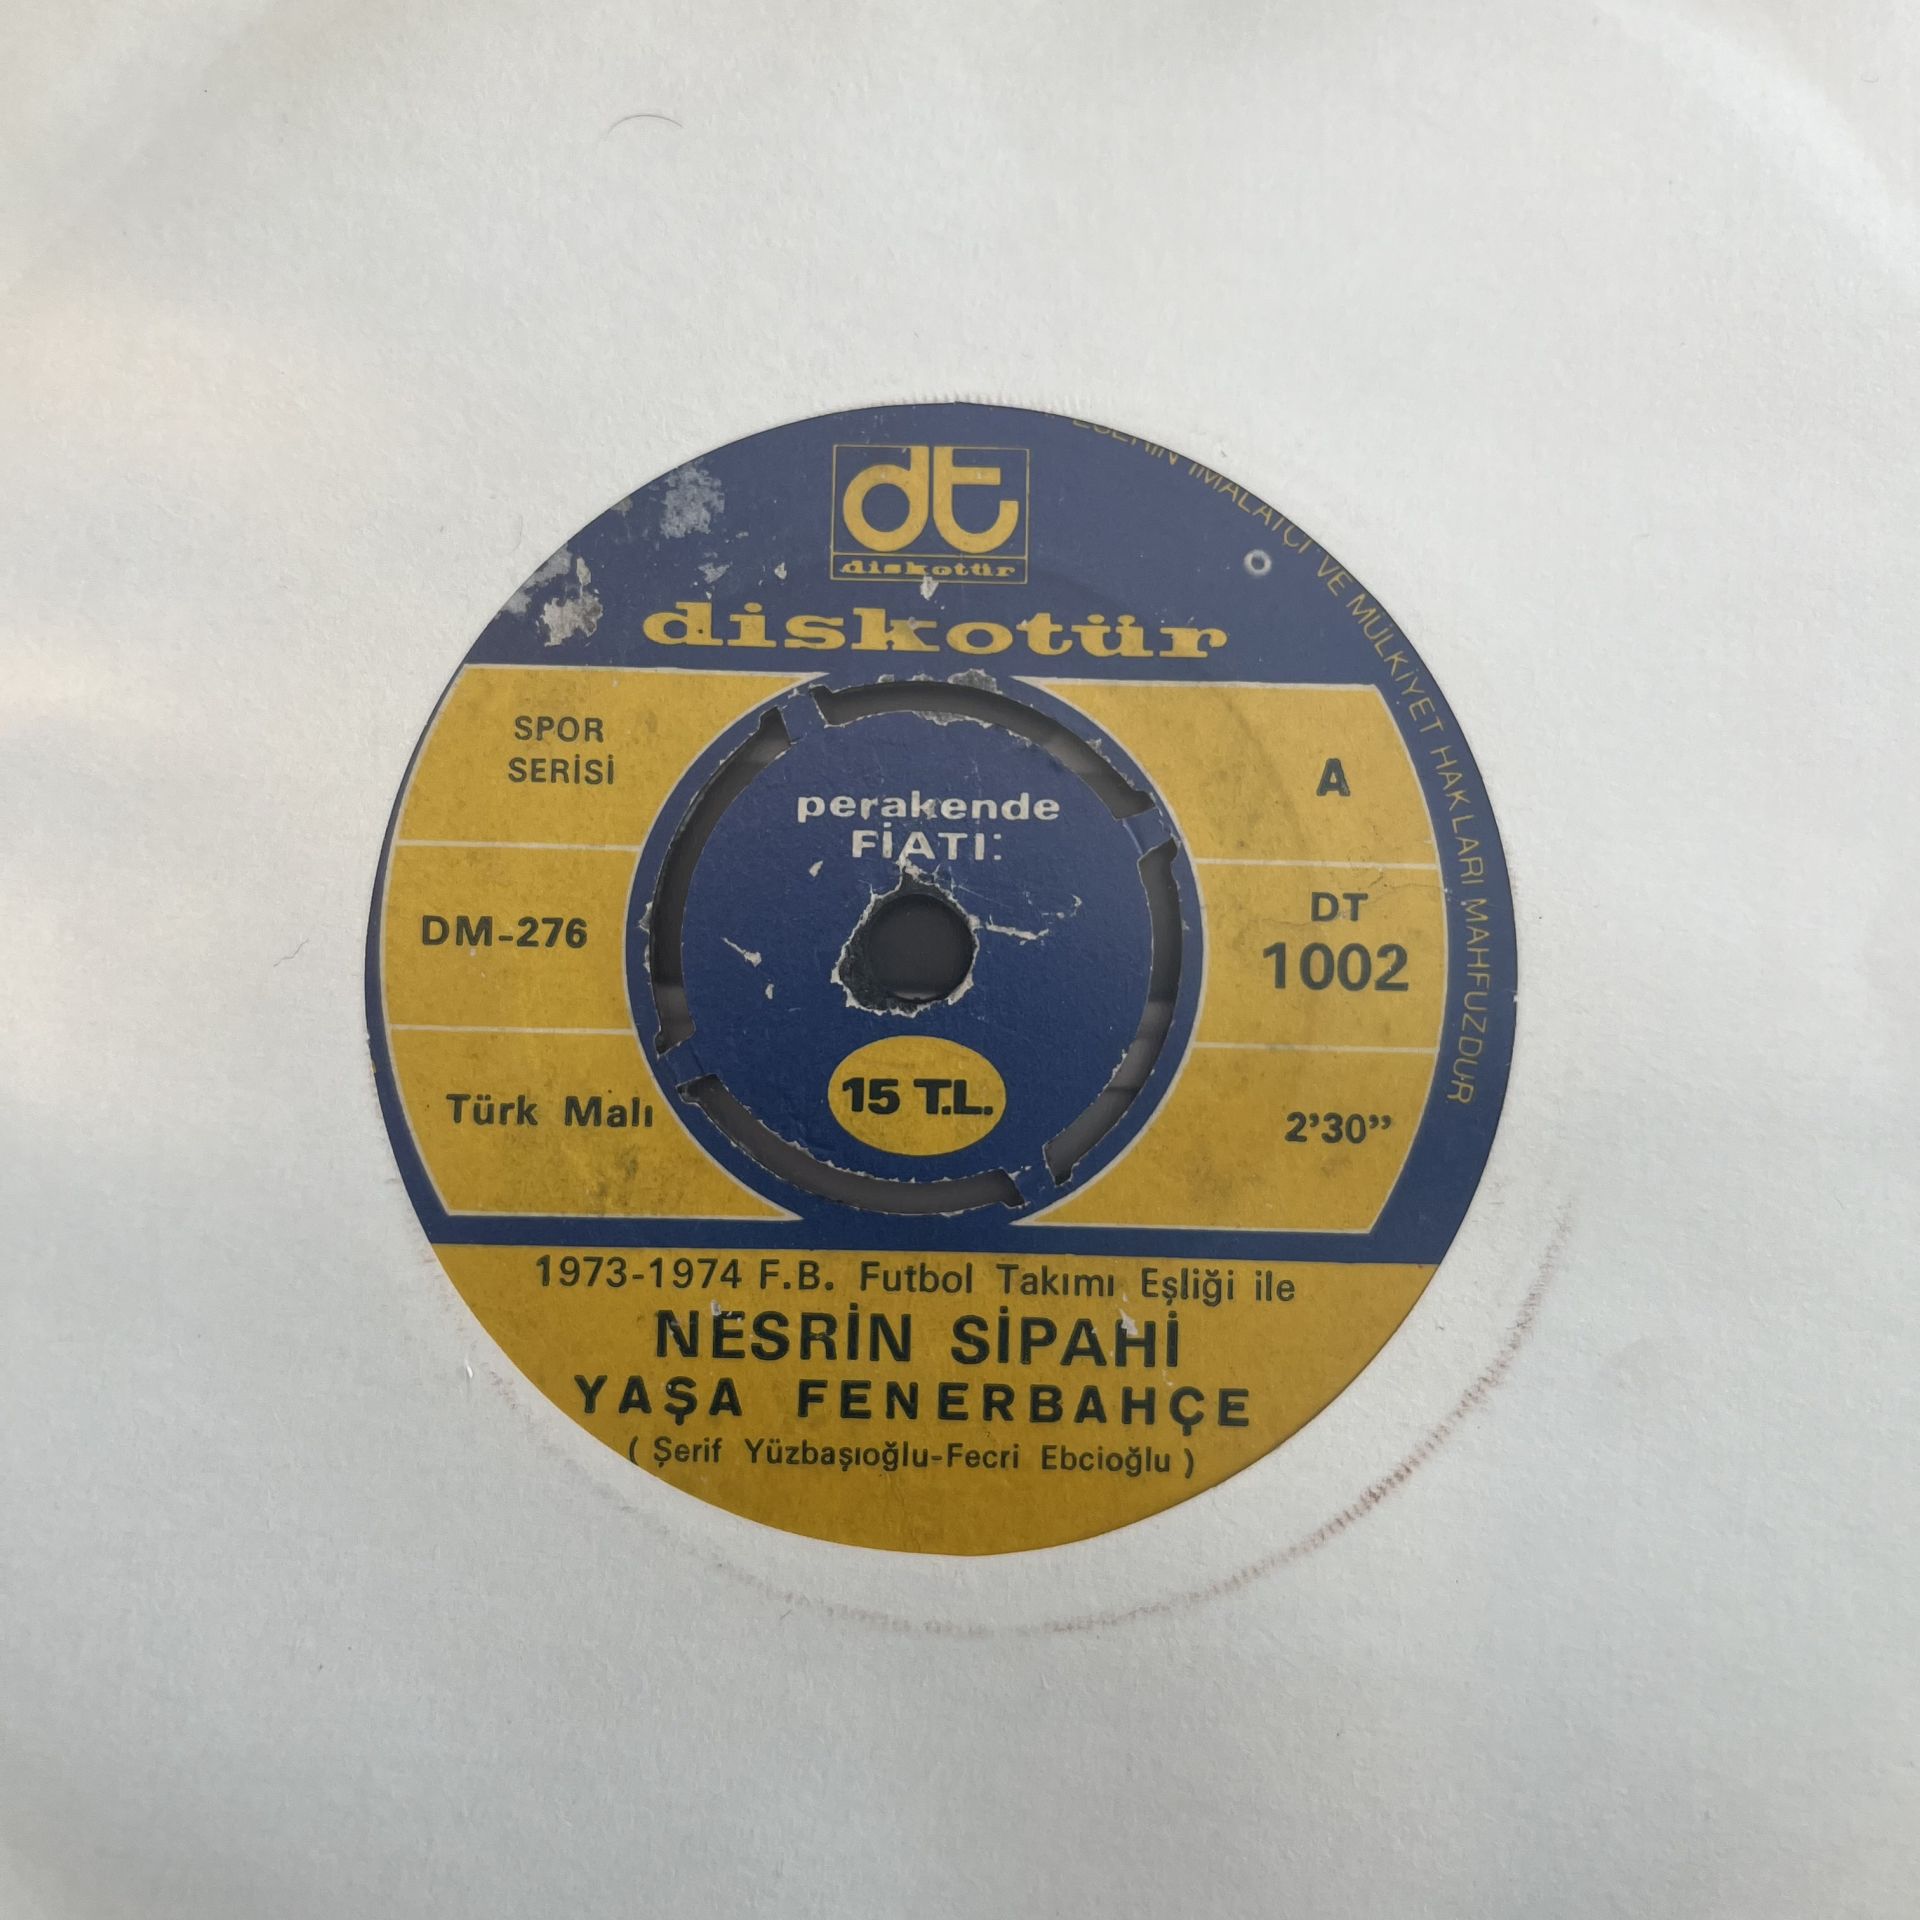 dt
diskotür
diskotür
SPOR
SERİSİ
DM-276
Türk Malı
perakende
FİATI:
15 T.L.
A
DT
1002
2'30"
1973-1974 F.B. Futbol Takımı Eşliği ile
NESRİN SİPAHİ
YAŞA FENERBAHÇE
( Şerif Yüzbaşıoğlu-Fecri Ebcioğlu )
İMALATÇI VE MÜLKİYET HAKLARI MAHFUZDUR